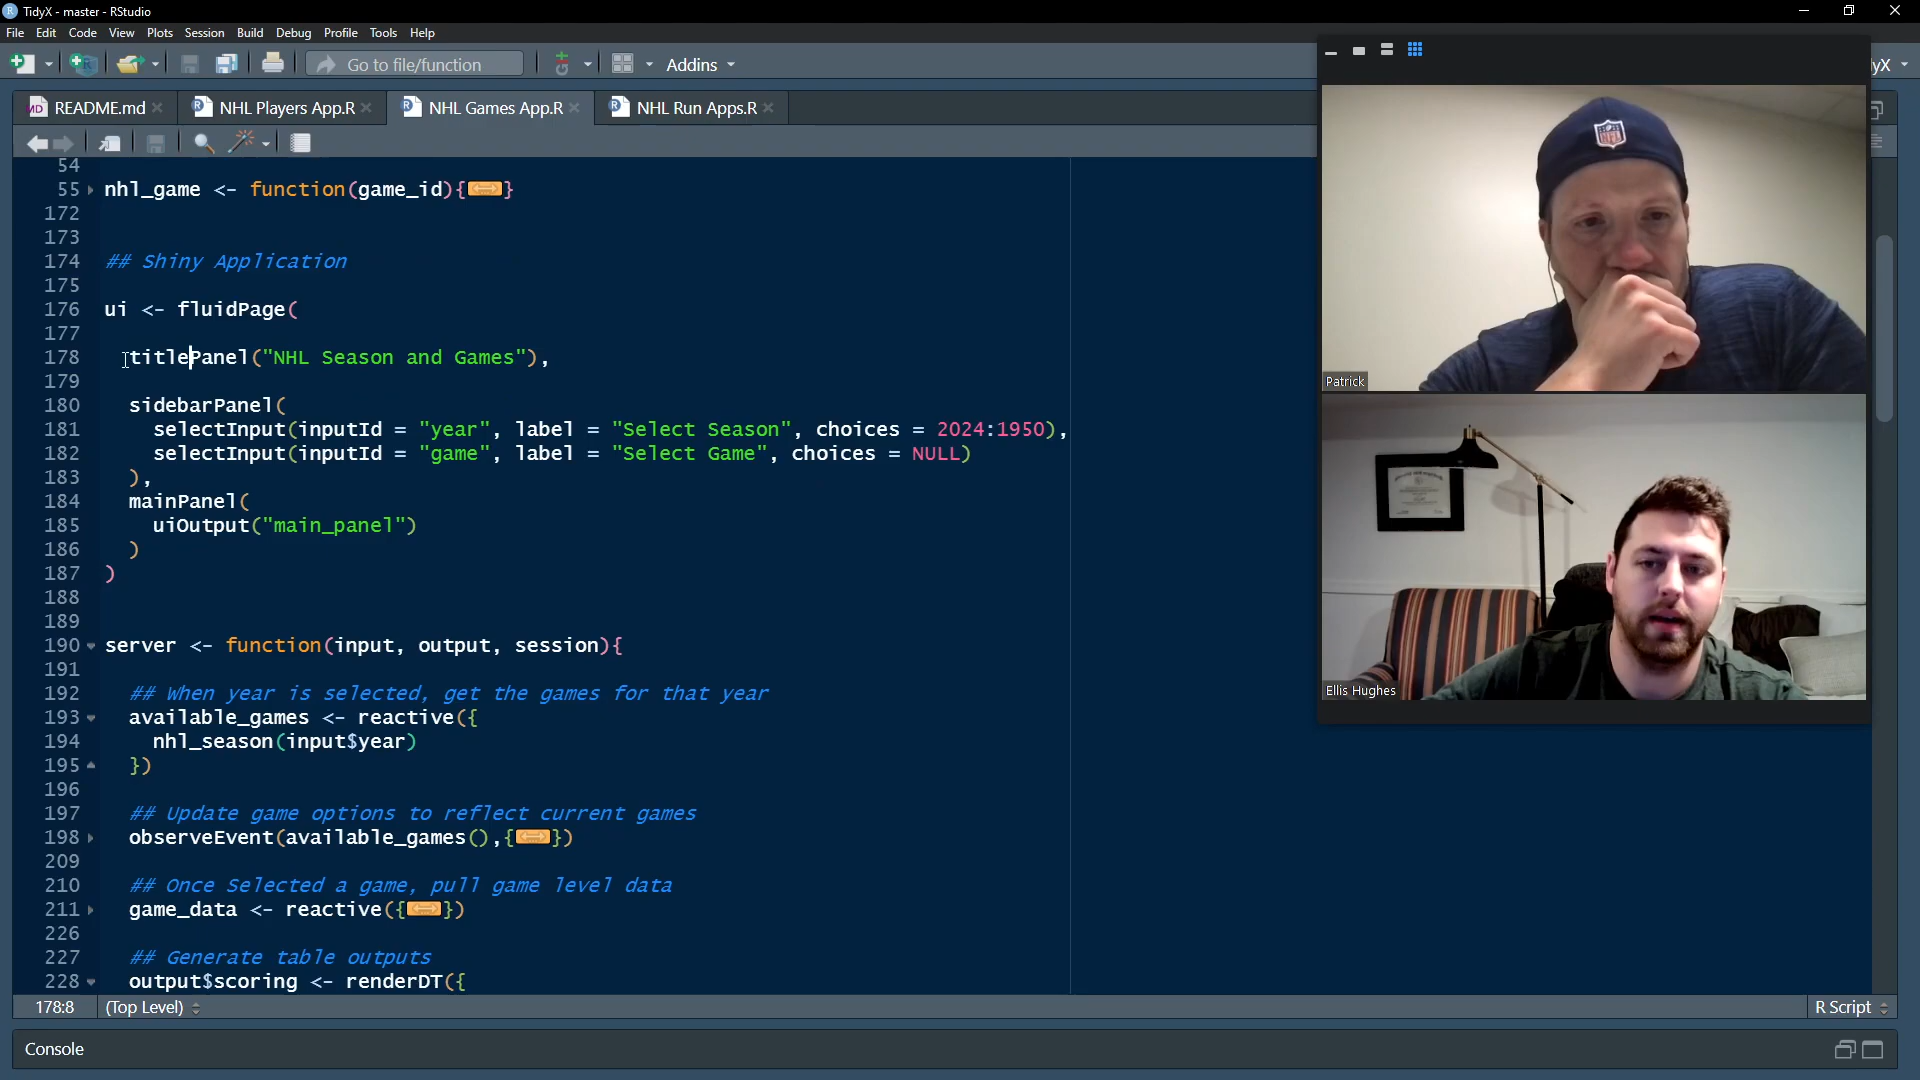 TidyX - master - RStudio
File Edit Code View Plots Session Build Debug Profile Tools Help
Go to file/function Addins
yX
README.md NHL Players App.R NHL Games App.R NHL Run Apps.R
54
55 nhl_game <- function(game_id){}
172
173
174 ## Shiny Application
175
176 ui <- fluidPage(
177
178 titlePanel("NHL Season and Games"),
179
180 sidebarPanel(
181 selectInput(inputId = "year", label = "Select Season", choices = 2024:1950),
182 selectInput(inputId = "game", label = "Select Game", choices = NULL)
183 ),
184 mainPanel(
185 uiOutput("main_panel")
186 )
187 )
188
189
190 server <- function(input, output, session){
191
192 ## When year is selected, get the games for that year
193 available_games <- reactive({
194 nhl_season(input$year)
195 })
196
197 ## Update game options to reflect current games
198 observeEvent(available_games(),{})
209
210 ## Once Selected a game, pull game level data
211 game_data <- reactive({})
226
227 ## Generate table outputs
228 output$scoring <- renderDT({
178:8 (Top Level) R Script
Console
NFL
Patrick
Ellis Hughes